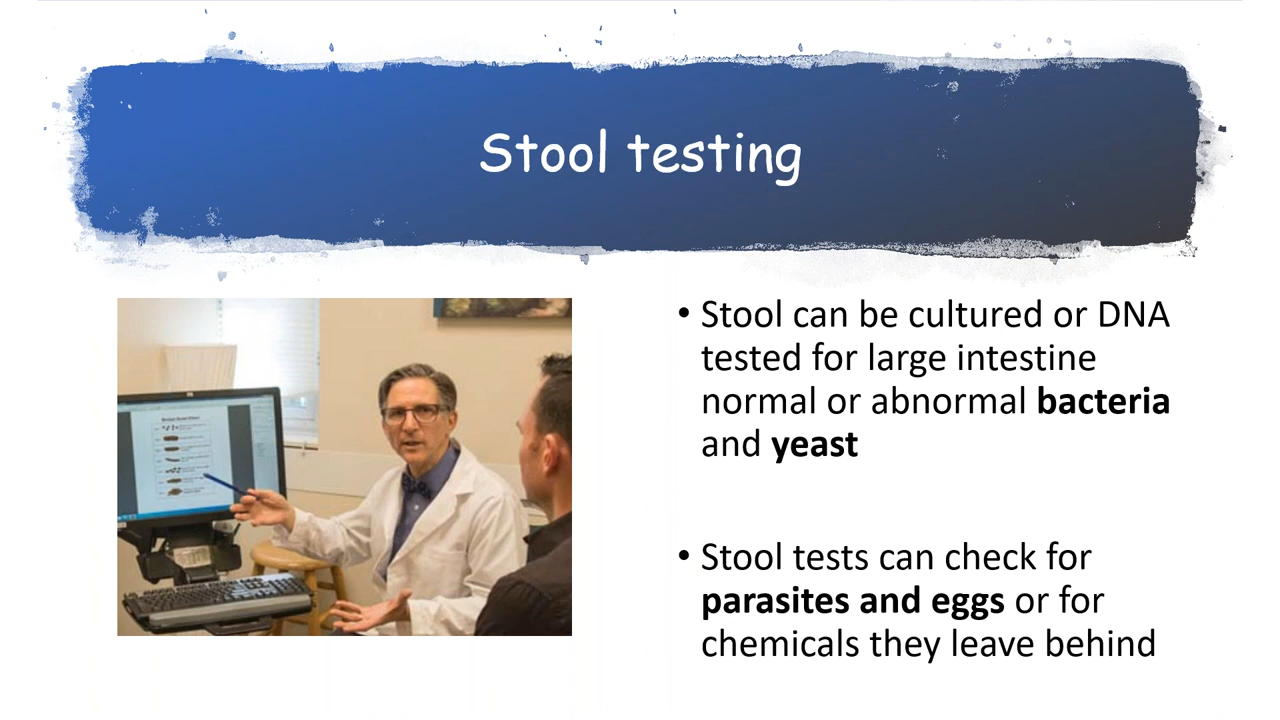 Stool testing
• Stool can be cultured or DNA
tested for large intestine
normal or abnormal bacteria
and yeast
• Stool tests can check for
parasites and eggs or for
chemicals they leave behind